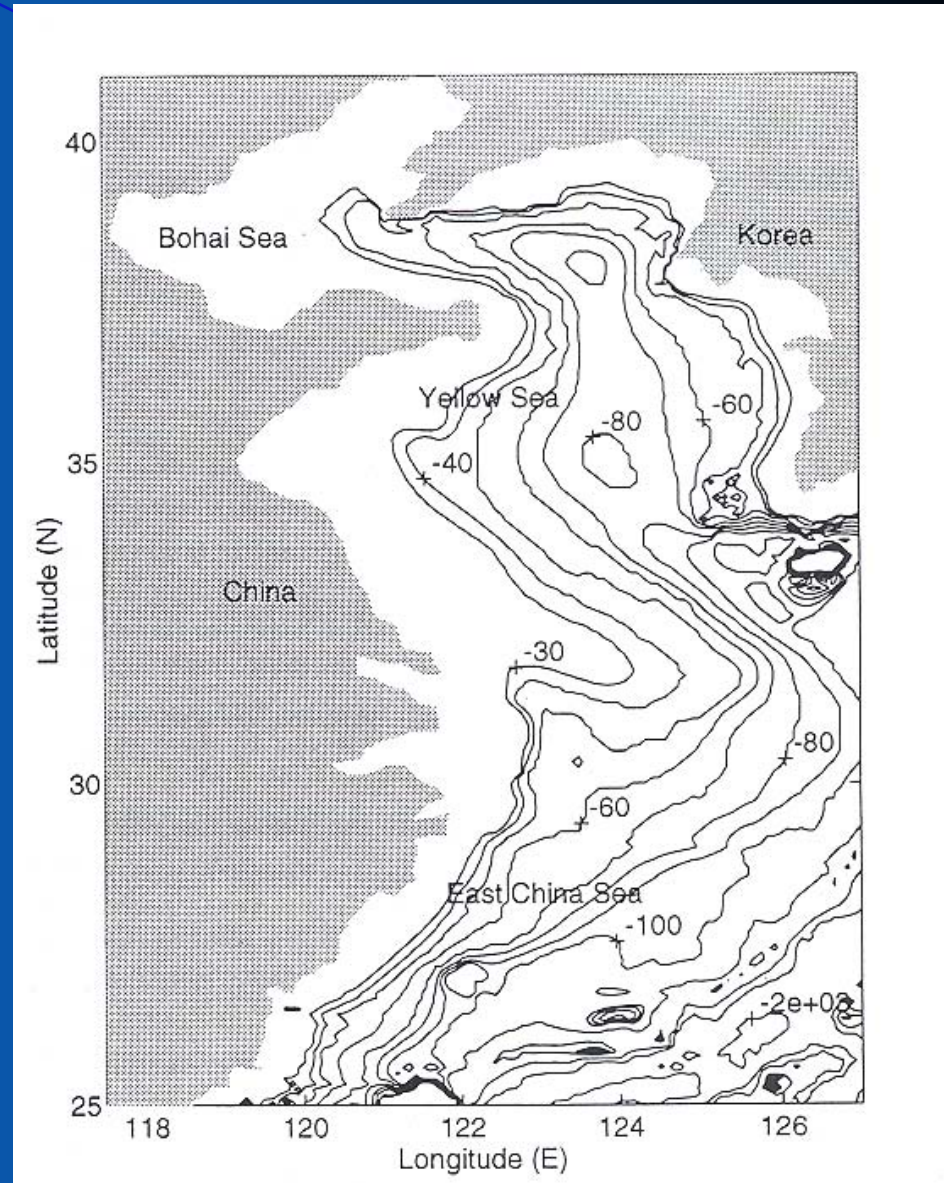 40
Bohai Sea
Korea
Yellow Sea
-60
-80
35
-40
Latitude (N)
China
-30
-80
30
-60
East China Sea
-100
-2e+03
25
118 120 122 124 126
Longitude (E)